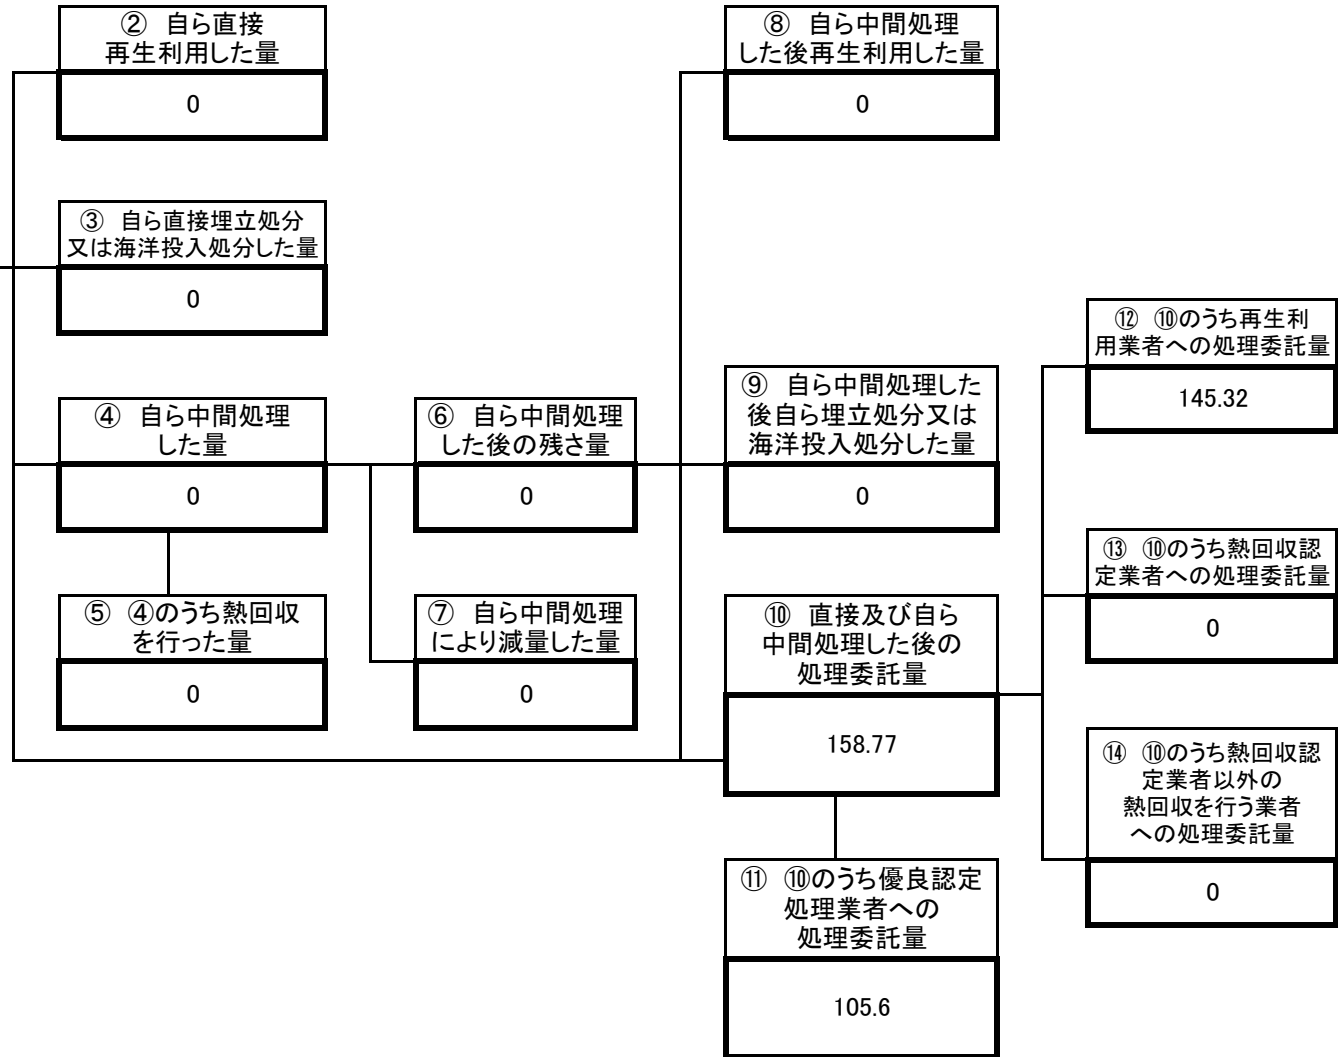 ② 自ら直接
再生利用した量
0
③ 自ら直接埋立処分
又は海洋投入処分した量
0
④ 自ら中間処理
した量
0
⑤ ④のうち熱回収
を行った量
0
⑥ 自ら中間処理
した後の残さ量
0
⑦ 自ら中間処理
により減量した量
0
⑧ 自ら中間処理
した後再生利用した量
0
⑨ 自ら中間処理した
後自ら埋立処分又は
海洋投入処分した量
0
⑩ 直接及び自ら
中間処理した後の
処理委託量
158.77
⑪ ⑩のうち優良認定
処理業者への
処理委託量
105.6
⑫ ⑩のうち再生利
用業者への処理委託量
145.32
⑬ ⑩のうち熱回収認
定業者への処理委託量
0
⑭ ⑩のうち熱回収認
定業者以外の
熱回収を行う業者
への処理委託量
0